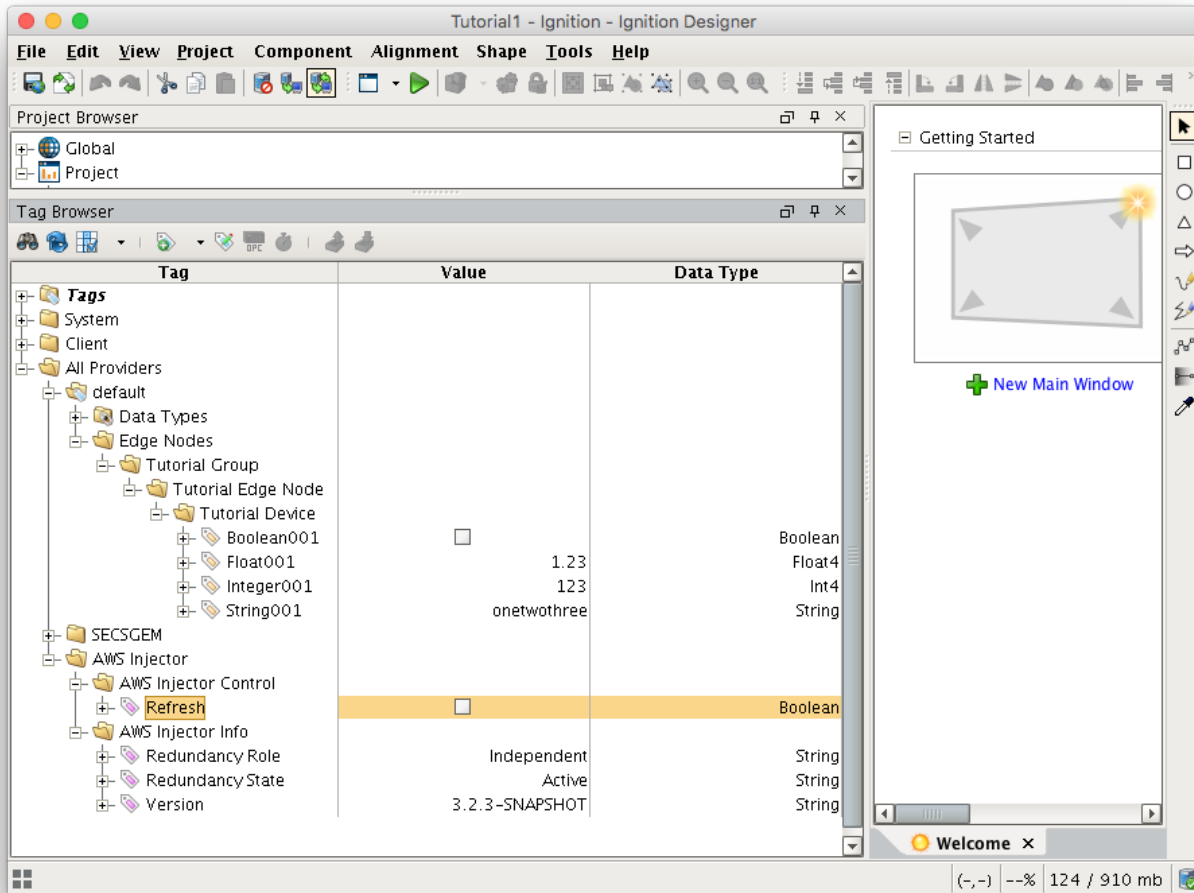 Tutorial1 - Ignition - Ignition Designer
File Edit View Project Component Alignment Shape Tools Help
OPC
Project Browser
Global
Project
Tag Browser
Tag Value Data Type
Tags
System
Client
All Providers
default
Data Types
Edge Nodes
Tutorial Group
Tutorial Edge Node
Tutorial Device
Boolean001 Boolean
Float001 1.23 Float4
Integer001 123 Int4
String001 onetwothree String
SECSGEM
AWS Injector
AWS Injector Control
Refresh Boolean
AWS Injector Info
Redundancy Role Independent String
Redundancy State Active String
Version 3.2.3-SNAPSHOT String
Getting Started
New Main Window
Welcome
(-,-) --% 124 / 910 mb